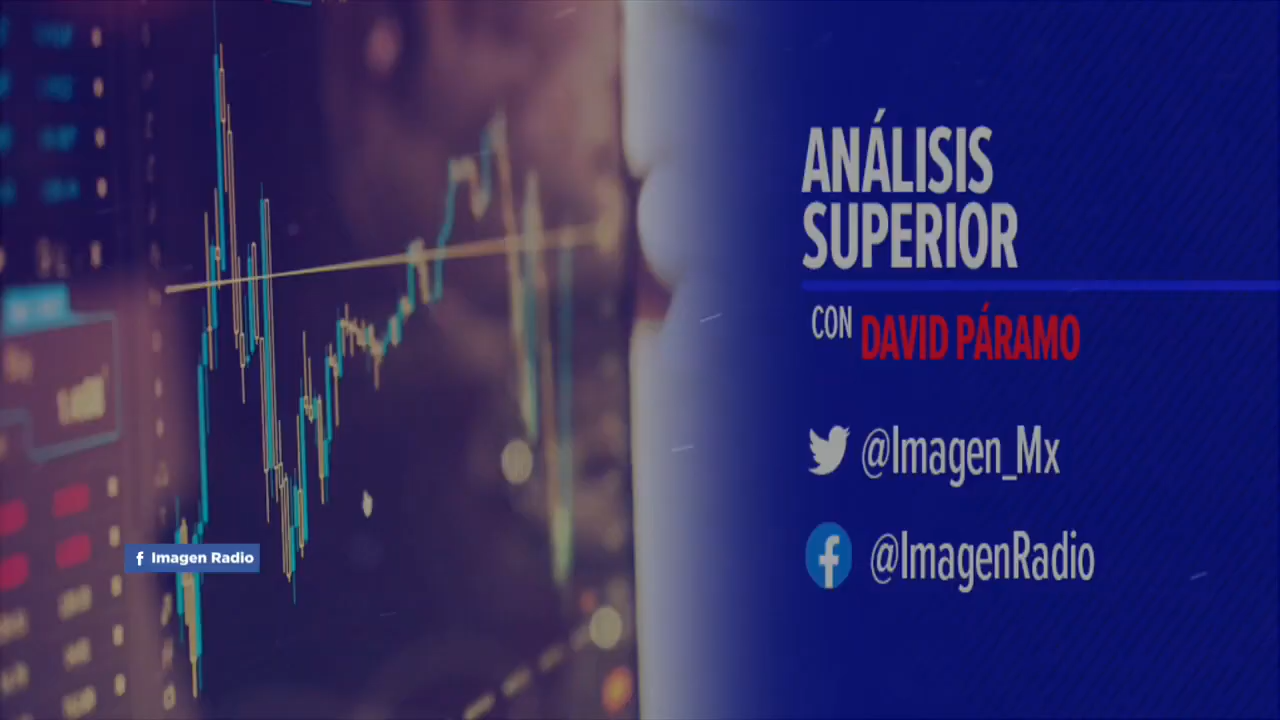 ANÁLISIS
SUPERIOR
CON DAVID PÁRAMO
@Imagen_Mx
@ImagenRadio
f Imagen Radio